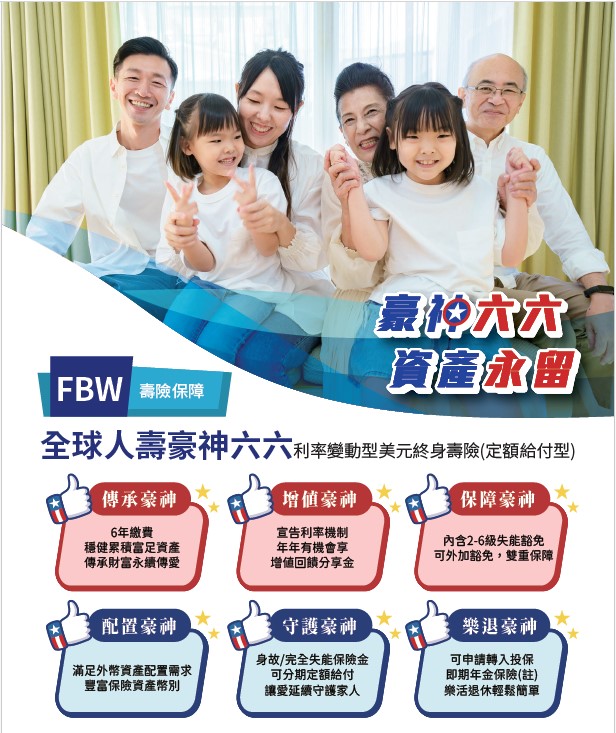 豪神六六
資產永留
FBW 壽險保障
全球人壽豪神六六利率變動型美元終身壽險(定額給付型)
傳承豪神
6年繳費
穩健累積富足資產
傳承財富永續傳愛
增值豪神
宣告利率機制
年年有機會享
增值回饋分享金
保障豪神
內含2-6級失能豁免
可外加豁免，雙重保障
配置豪神
滿足外幣資產配置需求
豐富保險資產幣別
守護豪神
身故/完全失能保險金
可分期定額給付
讓愛延續守護家人
樂退豪神
可申請轉入投保
即期年金保險(註)
樂活退休輕鬆簡單